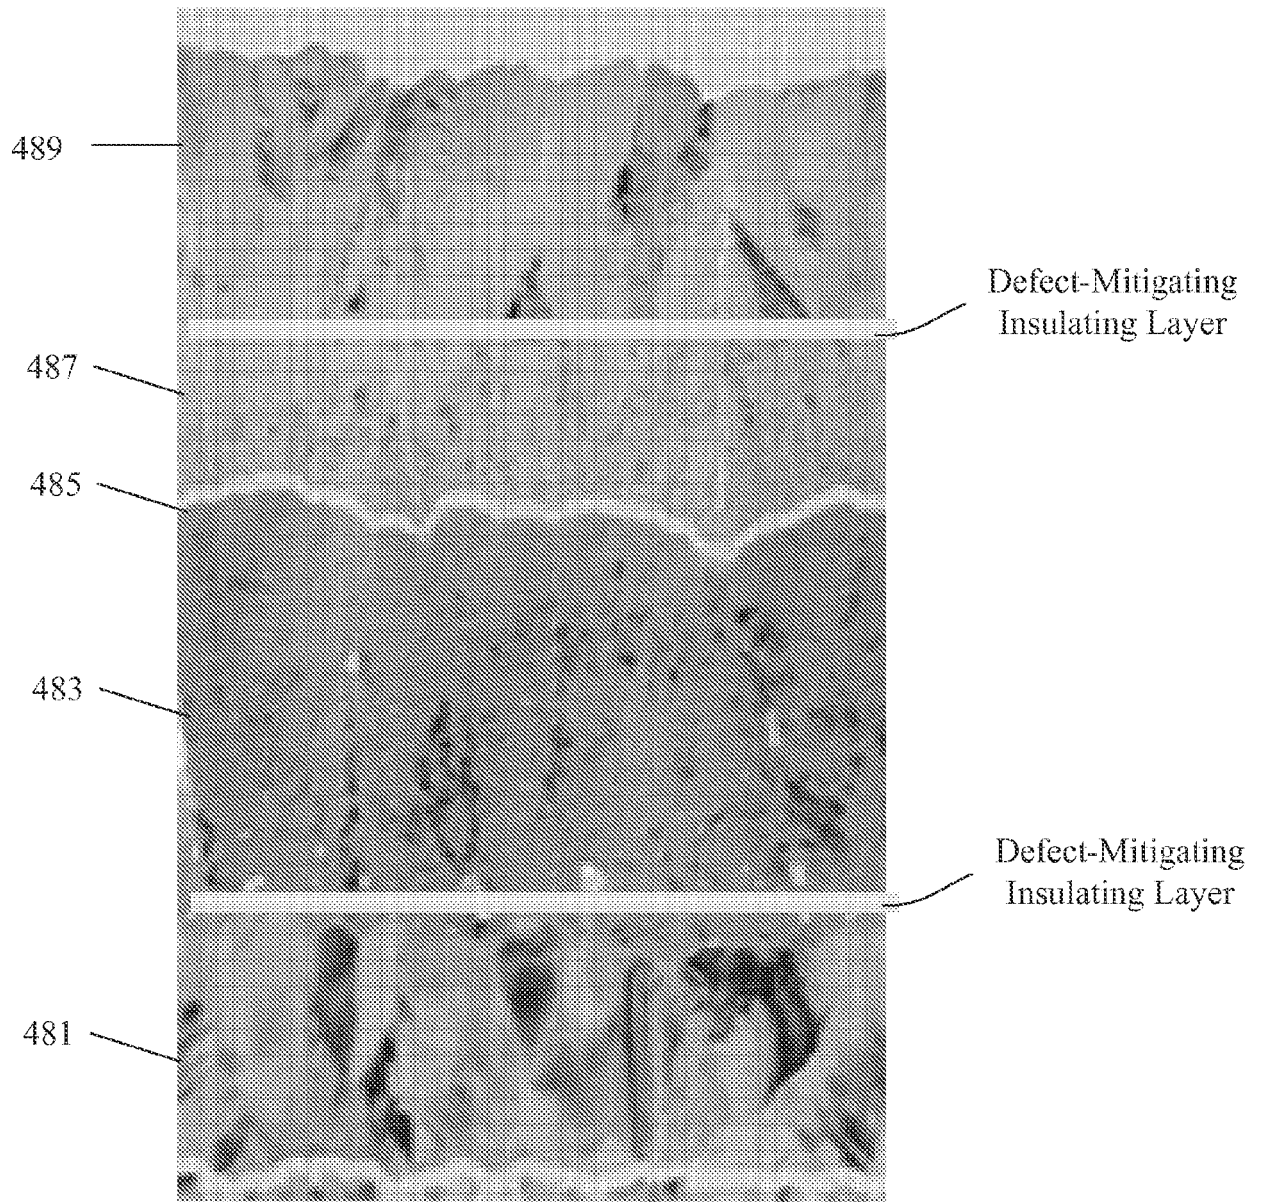 489
Defect-Mitigating
Insulating Layer
487
485
483
Defect-Mitigating
Insulating Layer
481